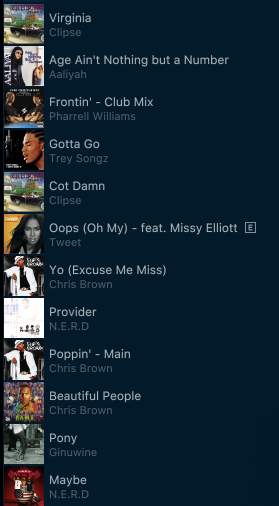 Virginia
Clipse
Age Ain't Nothing but a Number
Aaliyah
Frontin' - Club Mix
Pharrell Williams
Gotta Go
Trey Songz
Cot Damn
Clipse
Oops (Oh My) - feat. Missy Elliott E
Tweet
Yo (Excuse Me Miss)
Chris Brown
Provider
N.E.R.D
Poppin' - Main
Chris Brown
Beautiful People
Chris Brown
Pony
Ginuwine
Maybe
N.E.R.D